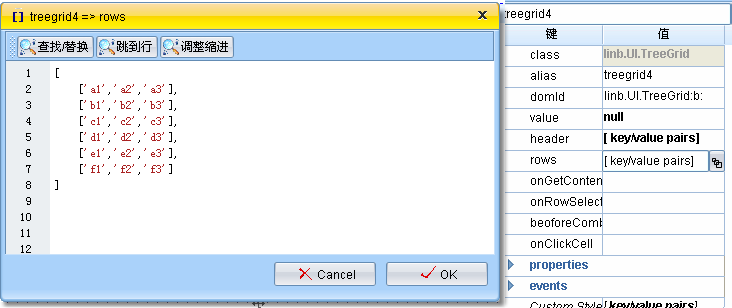 [] treegrid4 => rows
查找/替换 跳到行 调整缩进
1 [
2 ['a1','a2','a3'],
3 ['b1','b2','b3'],
4 ['c1','c2','c3'],
5 ['d1','d2','d3'],
6 ['e1','e2','e3'],
7 ['f1','f2','f3']
8 ]
9
10
11
12
Cancel OK
treegrid4
键 值
class linb.UI.TreeGrid
alias treegrid4
domId linb.UI.TreeGrid:b:
value null
header [ key/value pairs]
rows [ key/value pairs]
onGetConten
onRowSelect
beoforeComb
onClickCell
properties
events
Custom Style [ key/value pairs]